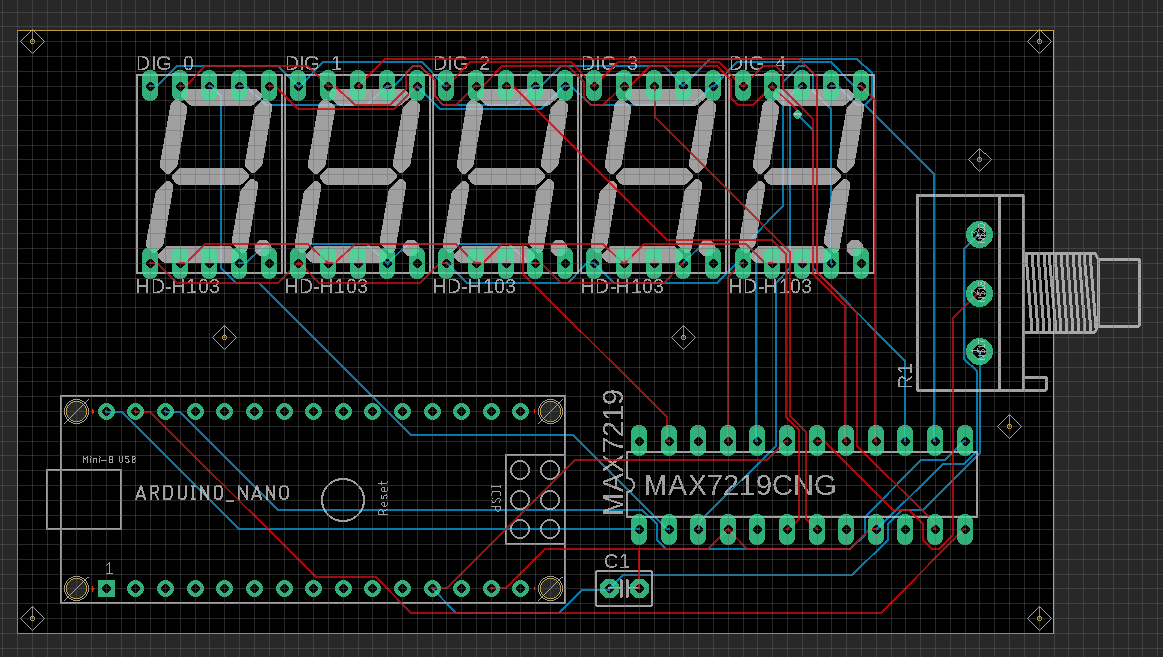 DIG_0 DIG_1 DIG_2 DIG_3 DIG_4
HD-H103 HD-H103 HD-H103 HD-H103 HD-H103
R1
MAX7219
Mini-B USB
ARDUINO_NANO
Reset
ICSP
MAX7219CNG
1
C1